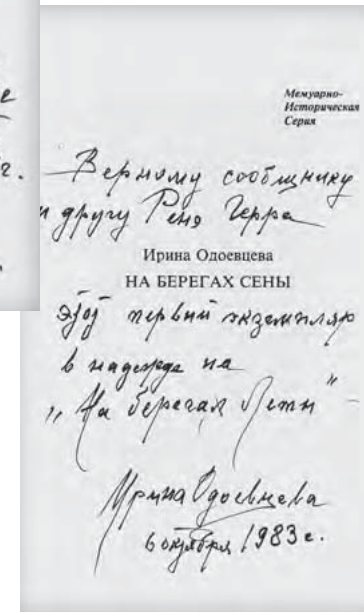 е
г.
Мемуарно-
Историческая
Серия
Верному сообщнику
и другу Рене Герра
Ирина Одоевцева
НА БЕРЕГАХ СЕНЫ
этот первый экземпляр
в надежде на
„На берегах Леты” –
Ирина Одоевцева
6 октября 1983 г.